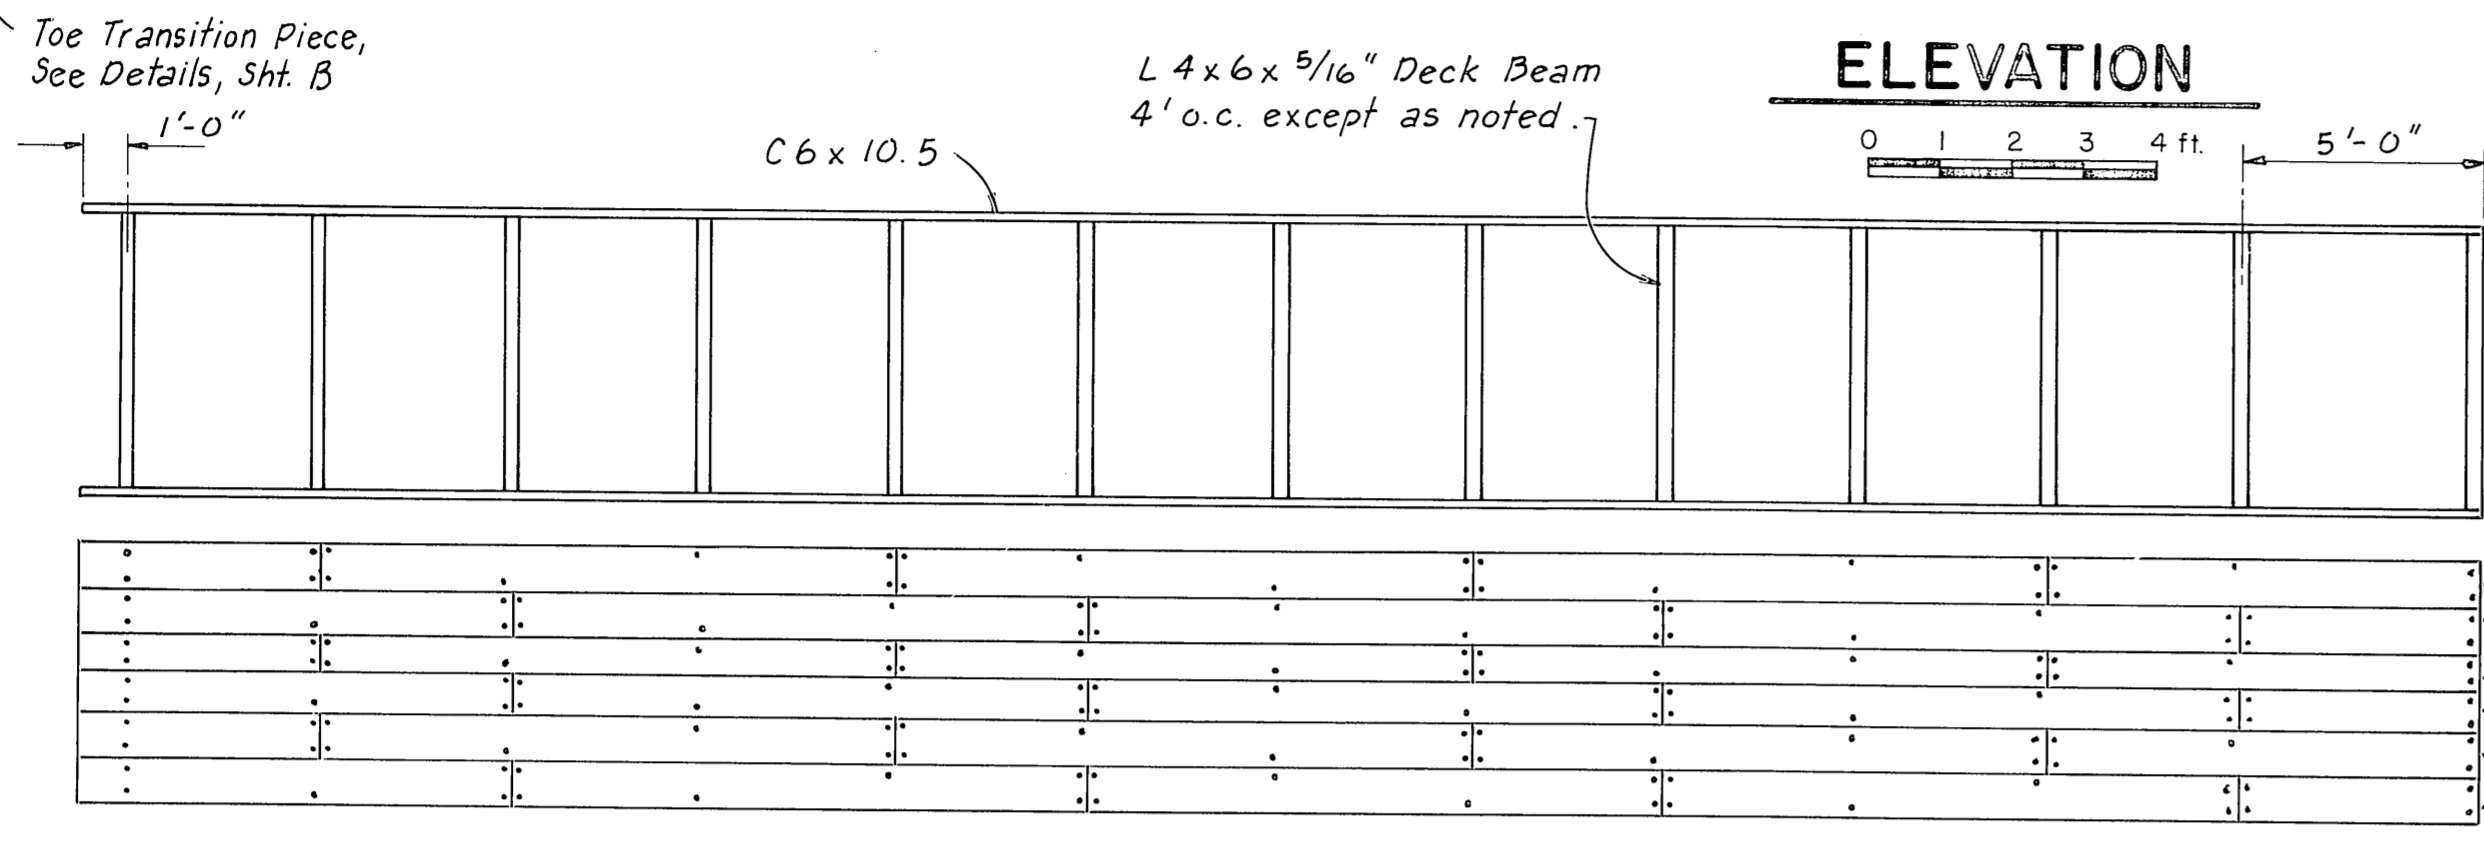 Toe Transition Piece,
See Details, Sht. B
1'-0"
C 6 x 10.5
L 4 x 6 x 5/16" Deck Beam
4' o.c. except as noted.
ELEVATION
0 1 2 3 4 ft.
5'-0"